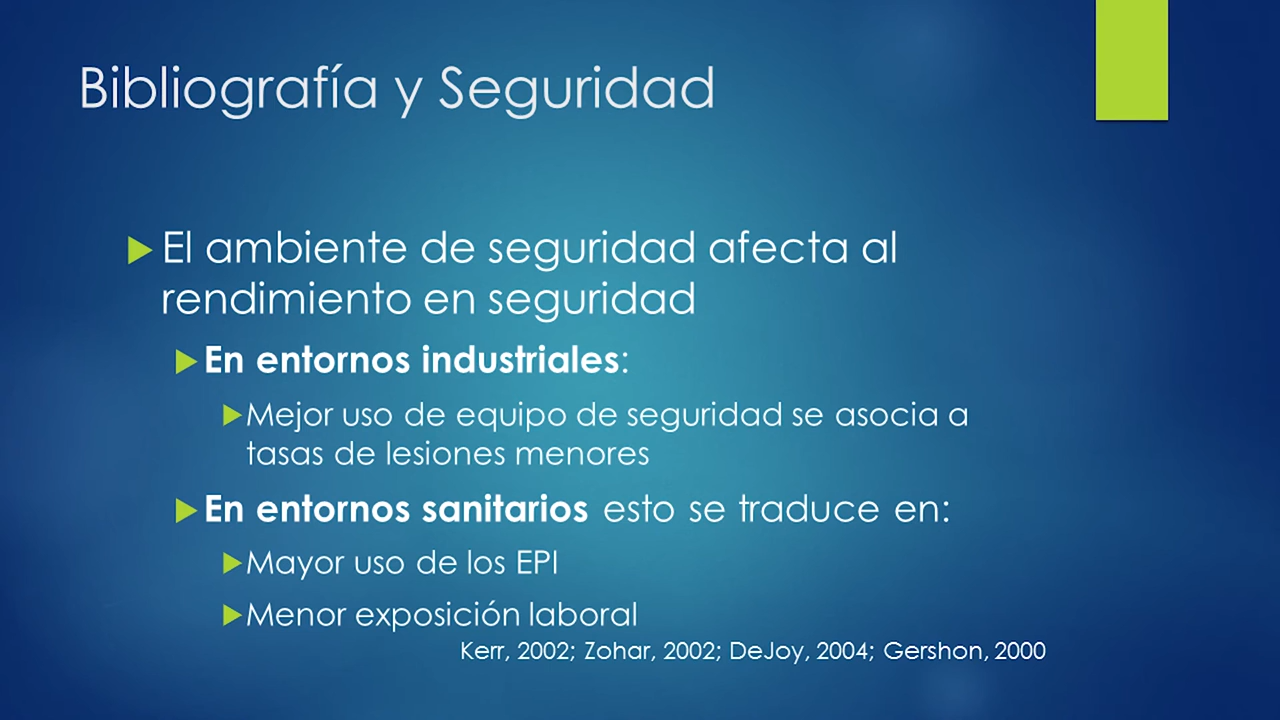 Bibliografía y Seguridad
El ambiente de seguridad afecta al
rendimiento en seguridad
En entornos industriales:
Mejor uso de equipo de seguridad se asocia a
tasas de lesiones menores
En entornos sanitarios esto se traduce en:
Mayor uso de los EPI
Menor exposición laboral
Kerr, 2002; Zohar, 2002; DeJoy, 2004; Gershon, 2000